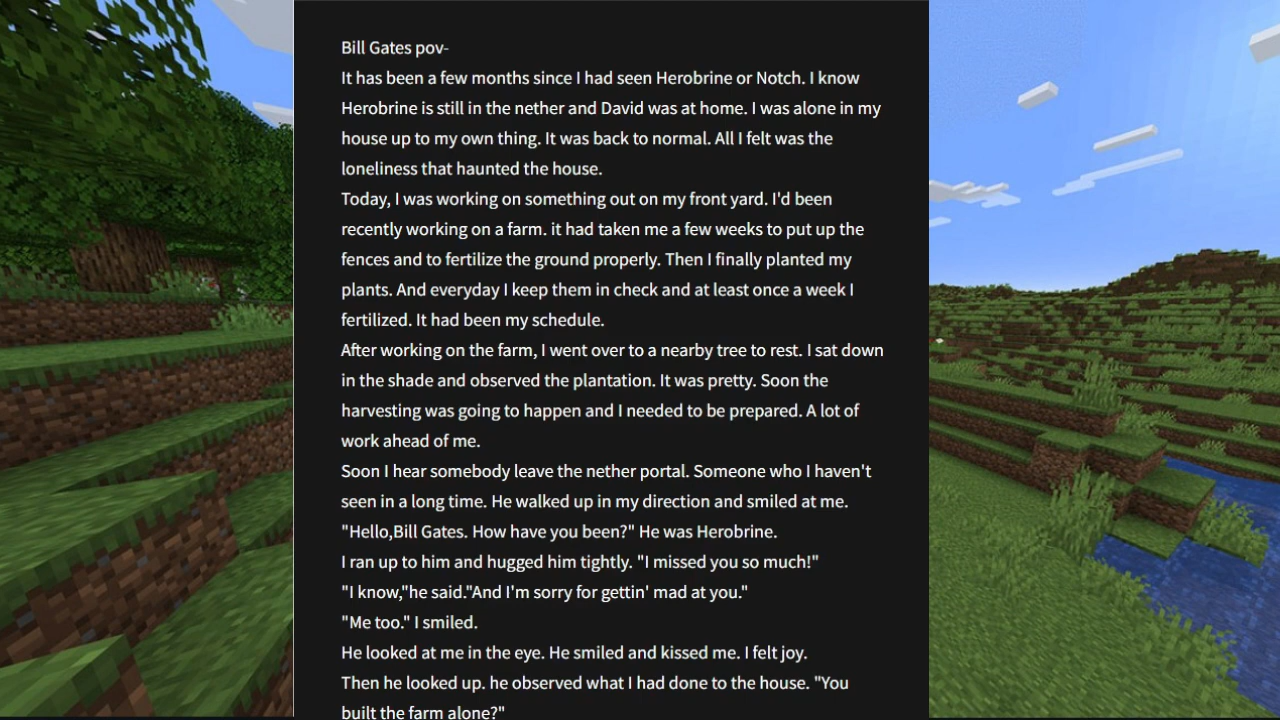 Bill Gates pov-
It has been a few months since I had seen Herobrine or Notch. I know
Herobrine is still in the nether and David was at home. I was alone in my
house up to my own thing. It was back to normal. All I felt was the
loneliness that haunted the house.
Today, I was working on something out on my front yard. I'd been
recently working on a farm. it had taken me a few weeks to put up the
fences and to fertilize the ground properly. Then I finally planted my
plants. And everyday I keep them in check and at least once a week I
fertilized. It had been my schedule.
After working on the farm, I went over to a nearby tree to rest. I sat down
in the shade and observed the plantation. It was pretty. Soon the
harvesting was going to happen and I needed to be prepared. A lot of
work ahead of me.
Soon I hear somebody leave the nether portal. Someone who I haven't
seen in a long time. He walked up in my direction and smiled at me.
"Hello,Bill Gates. How have you been?" He was Herobrine.
I ran up to him and hugged him tightly. "I missed you so much!"
"I know,"he said."And I'm sorry for gettin' mad at you."
"Me too." I smiled.
He looked at me in the eye. He smiled and kissed me. I felt joy.
Then he looked up. he observed what I had done to the house. "You
built the farm alone?"